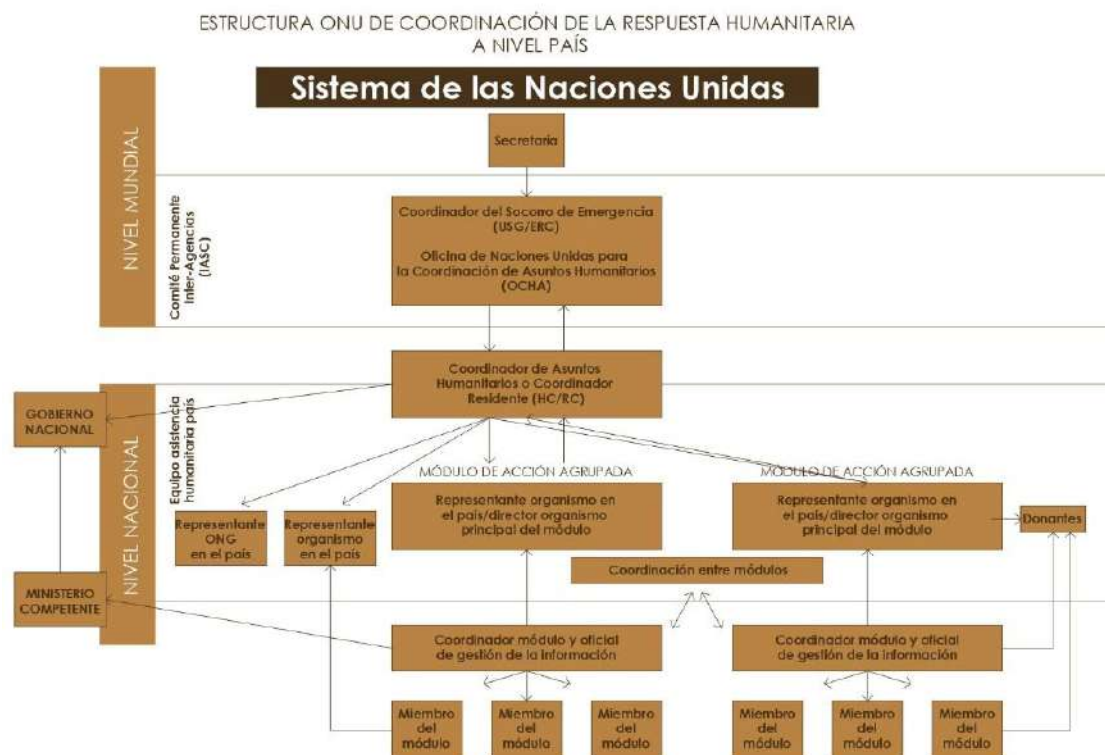 ESTRUCTURA ONU DE COORDINACIÓN DE LA RESPUESTA HUMANITARIA
A NIVEL PAÍS
Sistema de las Naciones Unidas
NIVEL MUNDIAL
Comité Permanente
Inter-Agencias
(IASC)
Secretaría
Coordinador del Socorro de Emergencia
(USG/ERC)
Oficina de Naciones Unidas para
la Coordinación de Asuntos Humanitarios
(OCHA)
Coordinador de Asuntos
Humanitarios o Coordinador
Residente (HC/RC)
GOBIERNO
NACIONAL
NIVEL NACIONAL
Equipo asistencia
humanitaria país
MÓDULO DE ACCIÓN AGRUPADA
MÓDULO DE ACCIÓN AGRUPADA
Representante
ONG
en el país
Representante
organismo
en el país
Representante organismo en
el país/director organismo
principal del módulo
Representante organismo en
el país/director organismo
principal del módulo
Donantes
Coordinación entre módulos
MINISTERIO
COMPETENTE
Coordinador módulo y oficial
de gestión de la información
Coordinador módulo y oficial
de gestión de la información
Miembro
del
módulo
Miembro
del
módulo
Miembro
del
módulo
Miembro
del
módulo
Miembro
del
módulo
Miembro
del
módulo